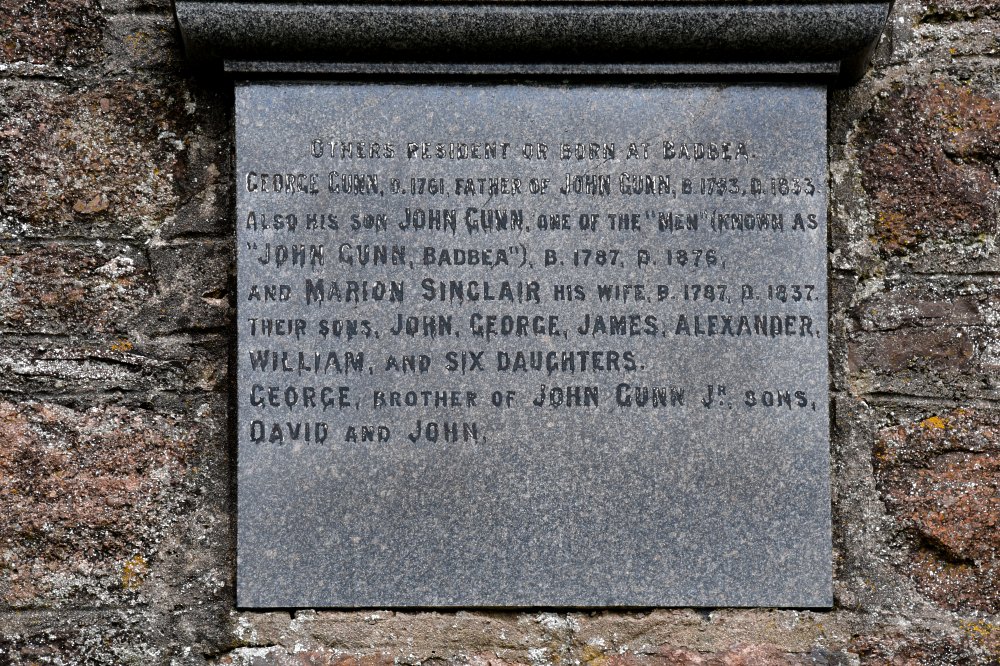 OTHERS RESIDENT OR BORN AT BADBEA.
GEORGE GUNN, D. 1761, FATHER OF JOHN GUNN, B. 1783, D. 1833.
ALSO HIS SON JOHN GUNN, ONE OF THE "MEN" (KNOWN AS
"JOHN GUNN, BADBEA"), B. 1787, D. 1876,
AND MARION SINCLAIR HIS WIFE, B. 1787, D. 1837.
THEIR SONS, JOHN, GEORGE, JAMES, ALEXANDER,
WILLIAM, AND SIX DAUGHTERS.
GEORGE, BROTHER OF JOHN GUNN JR. SONS,
DAVID AND JOHN.